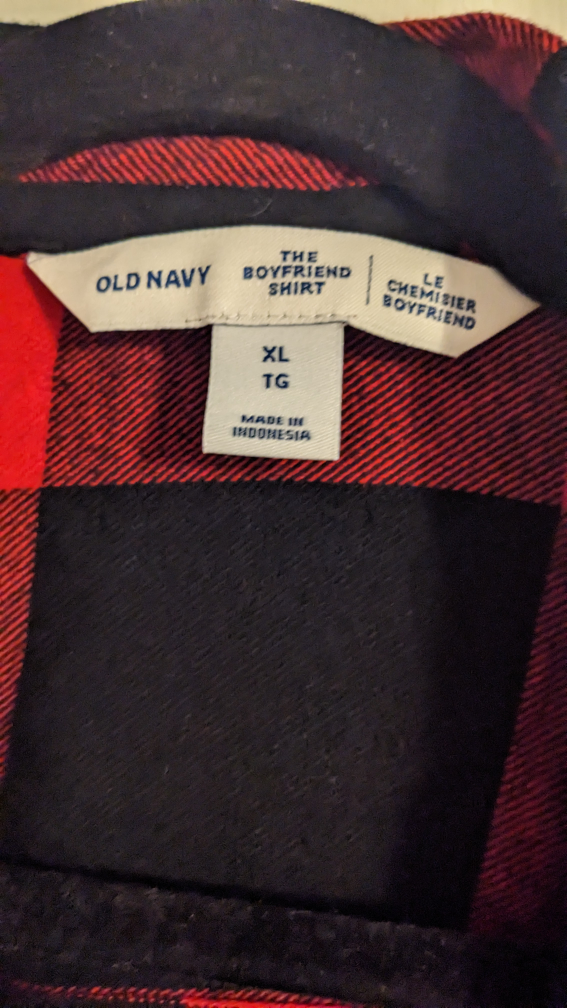 OLD NAVY
THE
BOYFRIEND
SHIRT
LE
CHEMISIER
BOYFRIEND
XL
TG
MADE IN
INDONESIA